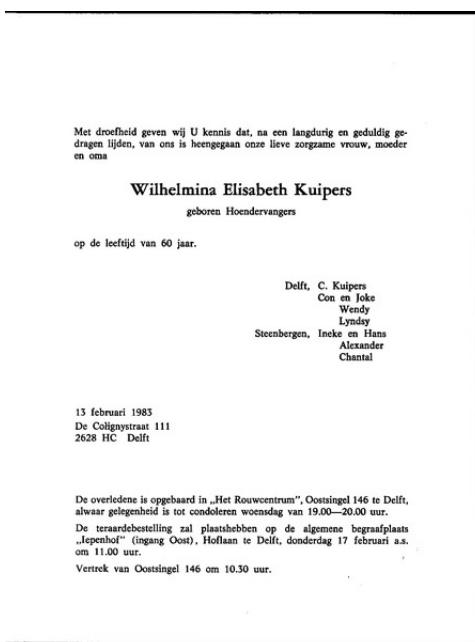 Met droefheid geven wij U kennis dat, na een langdurig en geduldig ge-
dragen lijden, van ons is heengegaan onze lieve zorgzame vrouw, moeder
en oma
Wilhelmina Elisabeth Kuipers
geboren Hoendervangers
op de leeftijd van 60 jaar.
Delft, C. Kuipers
Con en Joke
Wendy
Lyndsy
Steenbergen, Ineke en Hans
Alexander
Chantal
13 februari 1983
De Colignystraat 111
2628 HC Delft
De overledene is opgebaard in „Het Rouwcentrum", Oostsingel 146 te Delft,
alwaar gelegenheid is tot condoleren woensdag van 19.00—20.00 uur.
De teraardebestelling zal plaatshebben op de algemene begraafplaats
„Iepenhof" (ingang Oost), Hoflaan te Delft, donderdag 17 februari a.s.
om 11.00 uur.
Vertrek van Oostsingel 146 om 10.30 uur.